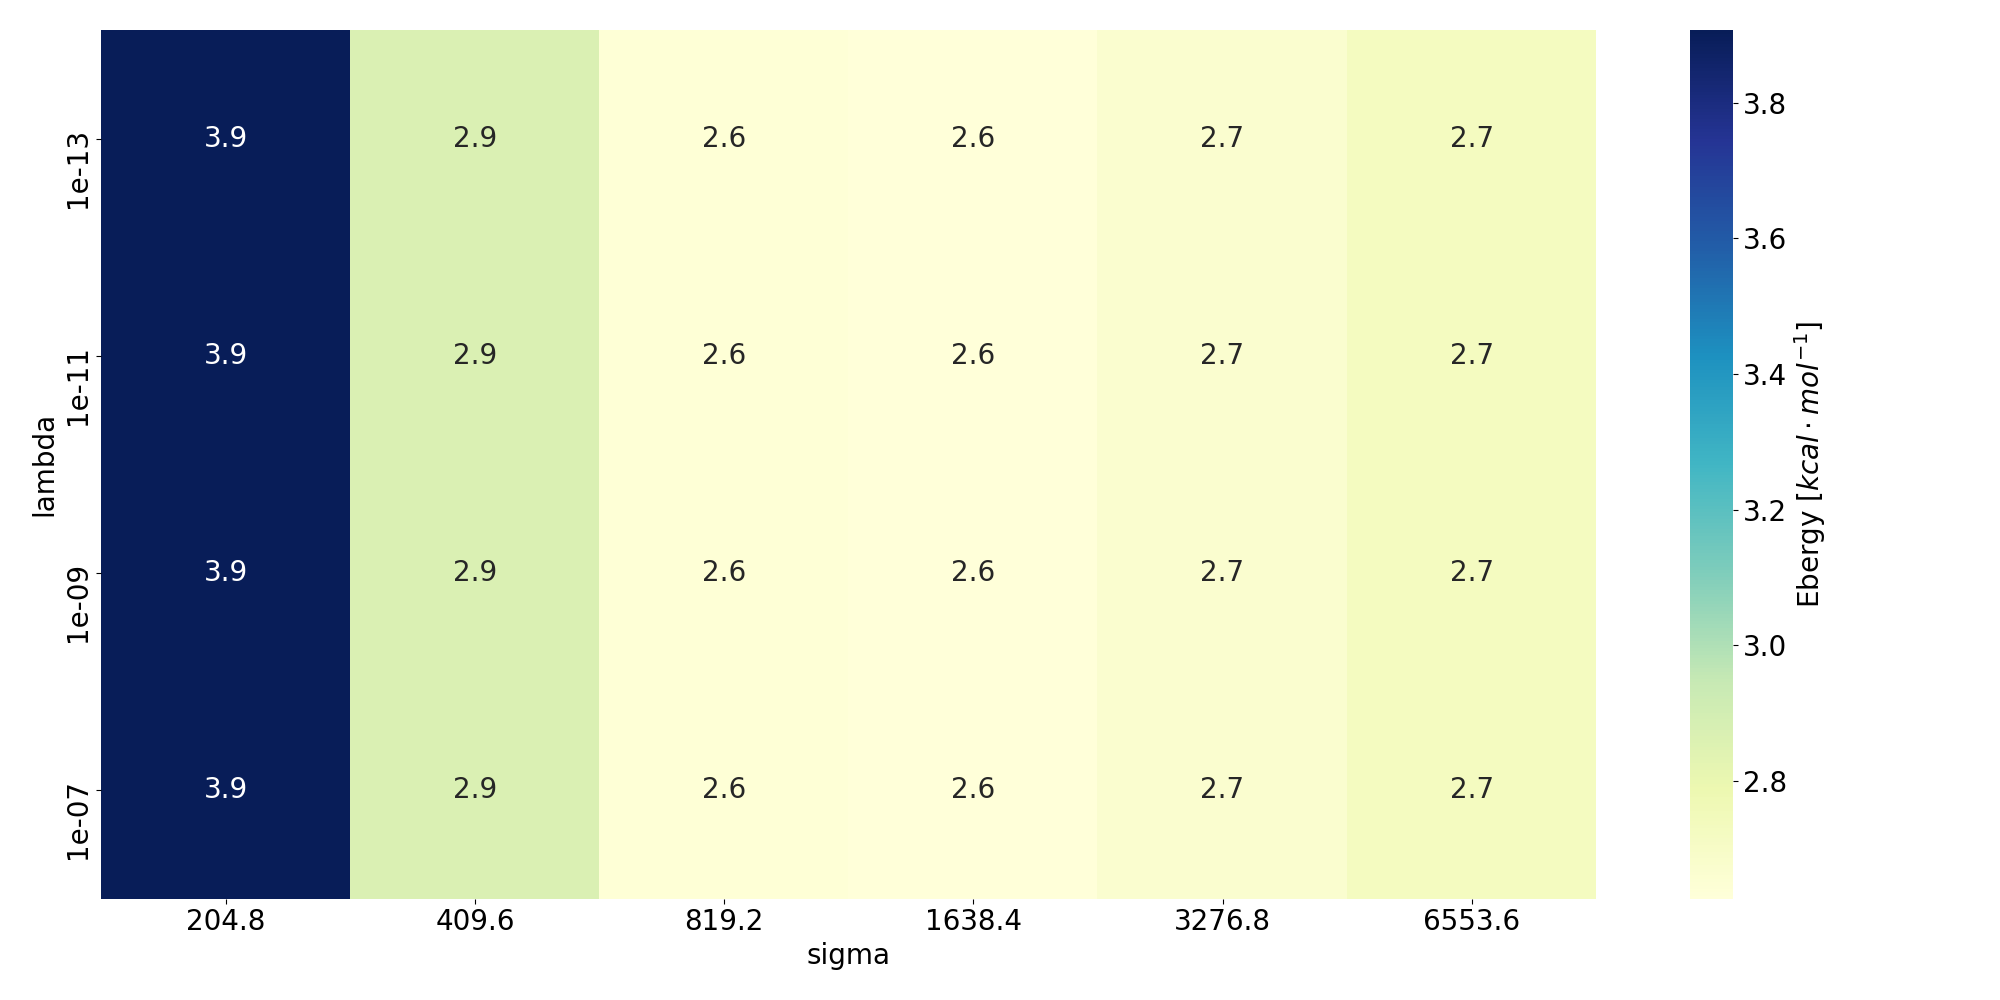 1e-13 3.9 2.9 2.6 2.6 2.7 2.7
1e-11 3.9 2.9 2.6 2.6 2.7 2.7
1e-09 3.9 2.9 2.6 2.6 2.7 2.7
1e-07 3.9 2.9 2.6 2.6 2.7 2.7
lambda
204.8 409.6 819.2 1638.4 3276.8 6553.6
sigma
3.8
3.6
3.4
3.2
3.0
2.8
Ebergy [kcal · mol⁻¹]